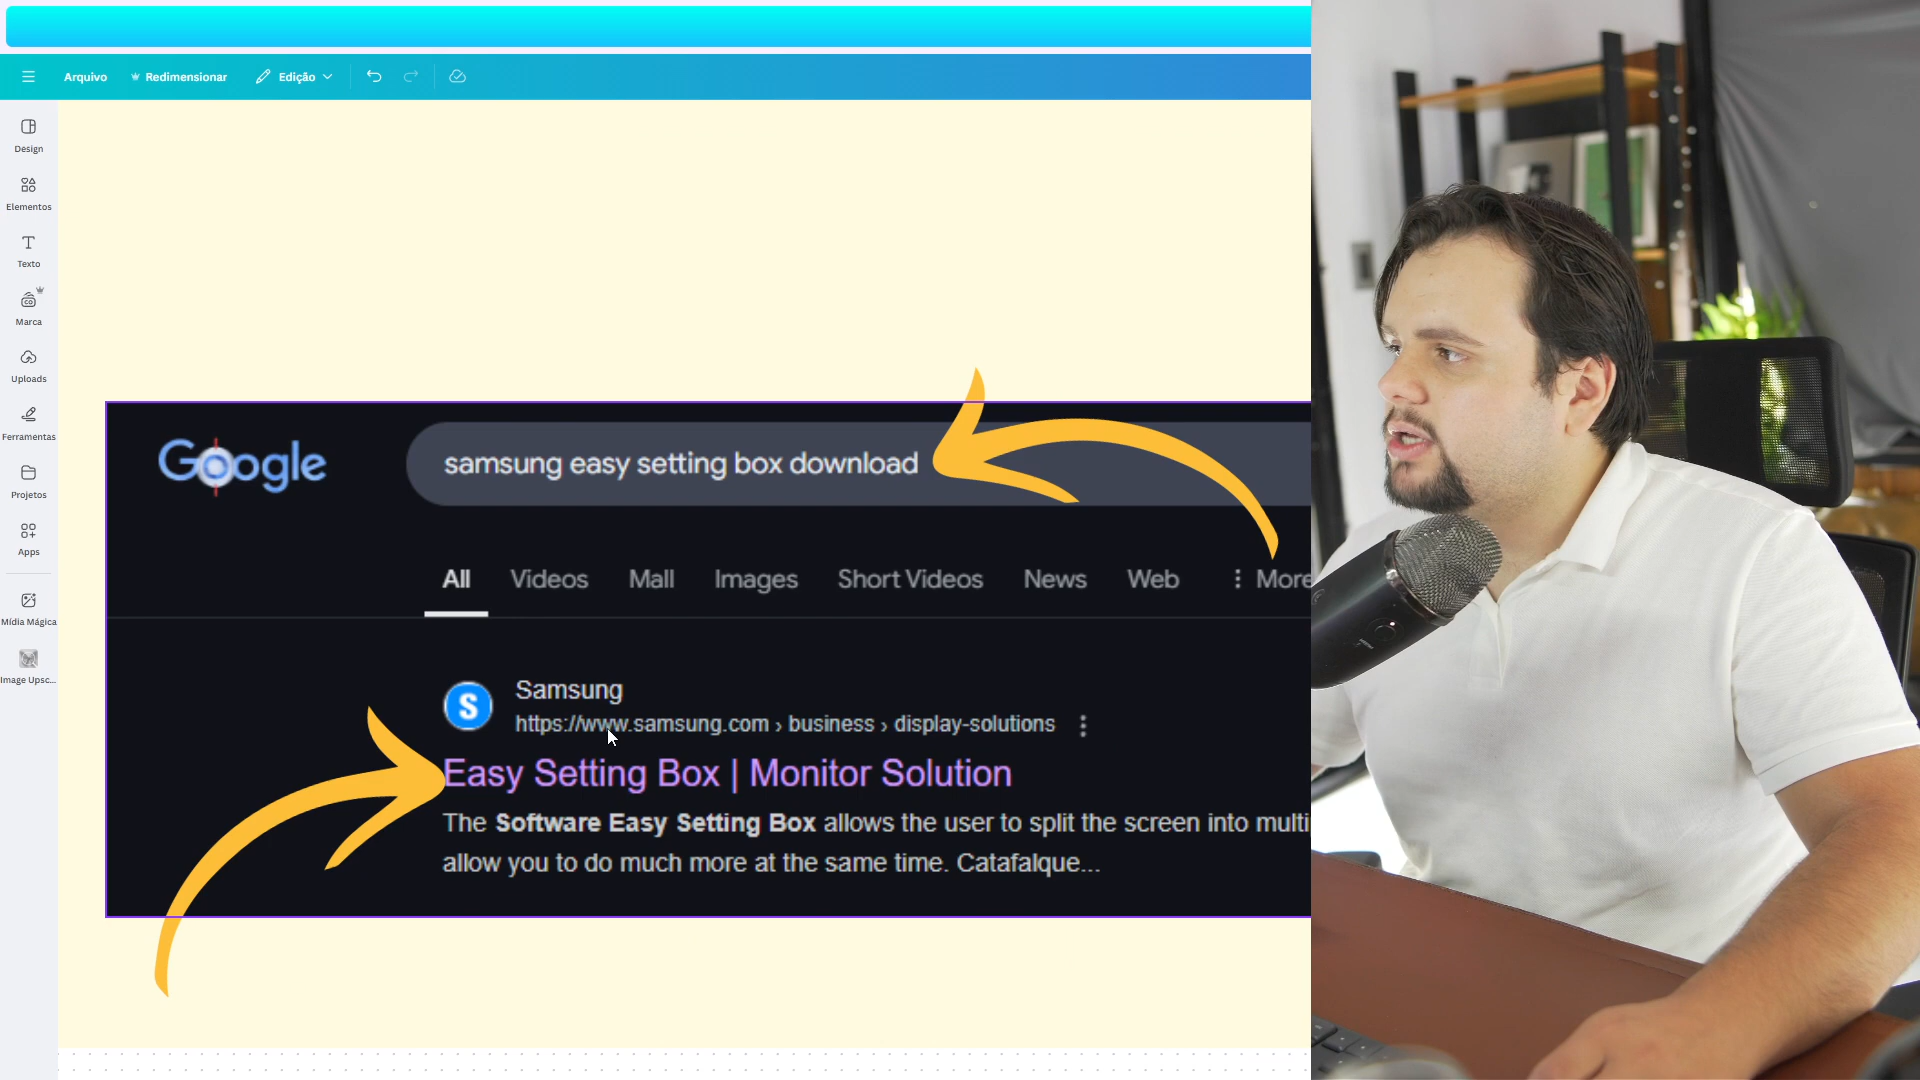 Arquivo
Redimensionar
Edição
Design
Elementos
Texto
Marca
Uploads
Ferramentas
Projetos
Apps
Mídia Mágica
Image Upsc...
Google
samsung easy setting box download
All Videos Mall Images Short Videos News Web More
S
Samsung
https://www.samsung.com › business › display-solutions
Easy Setting Box | Monitor Solution
The Software Easy Setting Box allows the user to split the screen into multi
allow you to do much more at the same time. Catafalque...